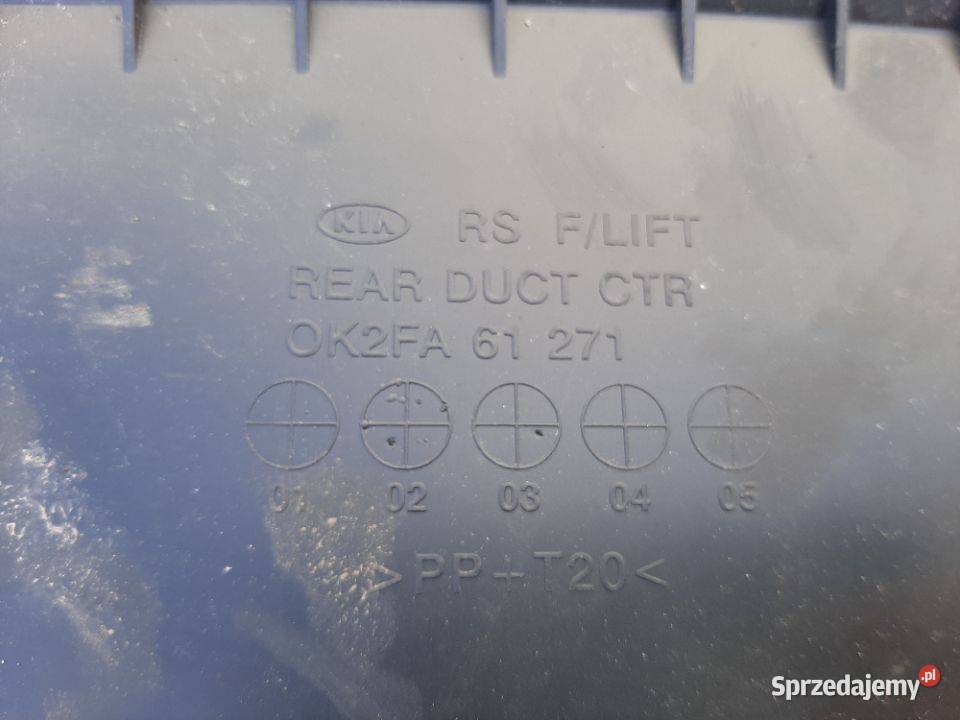 KIA RS F/LIFT
REAR DUCT CTR
OK2FA 61 271
01 02 03 04 05
>PP+T20<
Sprzedajemy.pl